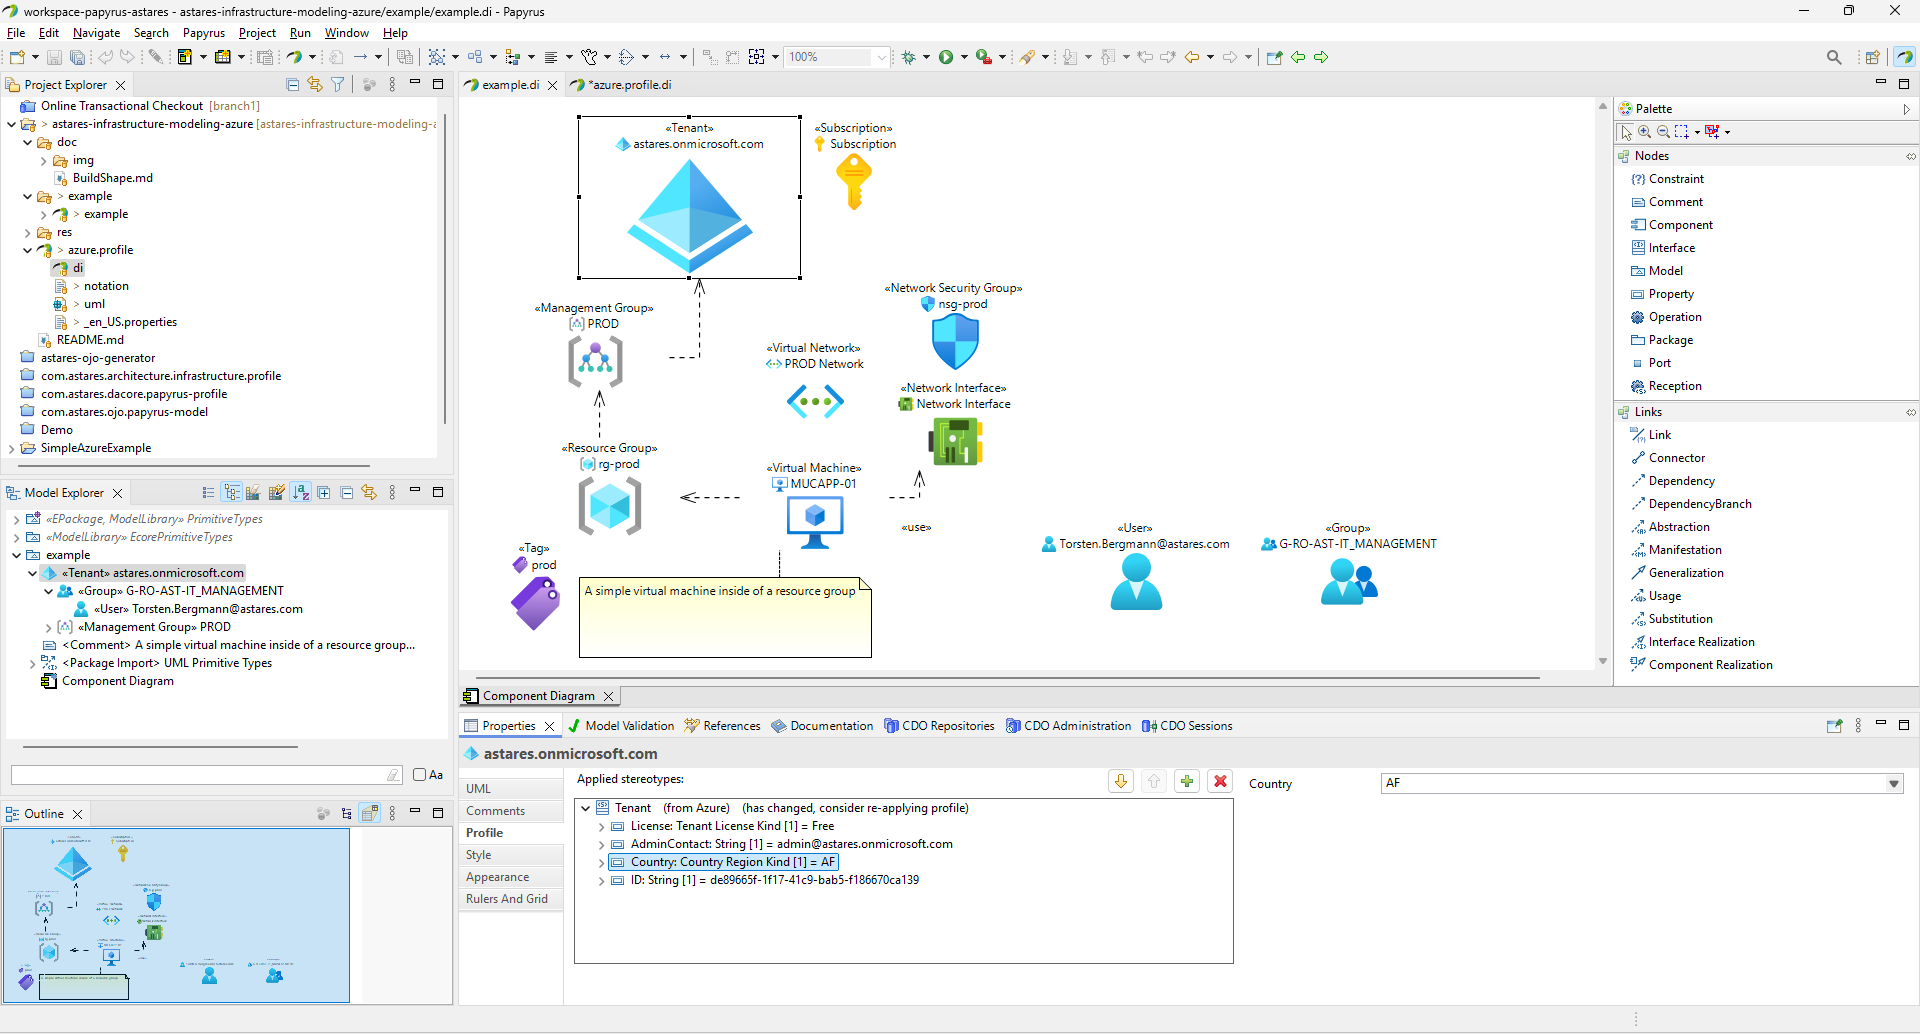 workspace-papyrus-astares - astares-infrastructure-modeling-azure/example/example.di - Papyrus
File Edit Navigate Search Papyrus Project Run Window Help
100%
Project Explorer
Online Transactional Checkout [branch1]
> astares-infrastructure-modeling-azure [astares-infrastructure-modeling-a
doc
img
BuildShape.md
> example
> example
res
> azure.profile
di
> notation
> uml
> _en_US.properties
README.md
astares-ojo-generator
com.astares.architecture.infrastructure.profile
com.astares.dacore.papyrus-profile
com.astares.ojo.papyrus-model
Demo
SimpleAzureExample
Model Explorer
«EPackage, ModelLibrary» PrimitiveTypes
«ModelLibrary» EcorePrimitiveTypes
example
«Tenant» astares.onmicrosoft.com
«Group» G-RO-AST-IT_MANAGEMENT
«User» Torsten.Bergmann@astares.com
«Management Group» PROD
<Comment> A simple virtual machine inside of a resource group...
<Package Import> UML Primitive Types
Component Diagram
Aa
Outline
example.di
*azure.profile.di
«Tenant»
astares.onmicrosoft.com
«Subscription»
Subscription
«Management Group»
PROD
«Network Security Group»
nsg-prod
«Virtual Network»
PROD Network
«Network Interface»
Network Interface
«Resource Group»
rg-prod
«Virtual Machine»
MUCAPP-01
«use»
«User»
Torsten.Bergmann@astares.com
«Group»
G-RO-AST-IT_MANAGEMENT
«Tag»
prod
A simple virtual machine inside of a resource group
Palette
Nodes
Constraint
Comment
Component
Interface
Model
Property
Operation
Package
Port
Reception
Links
Link
Connector
Dependency
DependencyBranch
Abstraction
Manifestation
Generalization
Usage
Substitution
Interface Realization
Component Realization
Component Diagram
Properties
Model Validation
References
Documentation
CDO Repositories
CDO Administration
CDO Sessions
astares.onmicrosoft.com
UML
Comments
Profile
Style
Appearance
Rulers And Grid
Applied stereotypes:
Tenant (from Azure) (has changed, consider re-applying profile)
License: Tenant License Kind [1] = Free
AdminContact: String [1] = admin@astares.onmicrosoft.com
Country: Country Region Kind [1] = AF
ID: String [1] = de89665f-1f17-41c9-bab5-f186670ca139
Country
AF